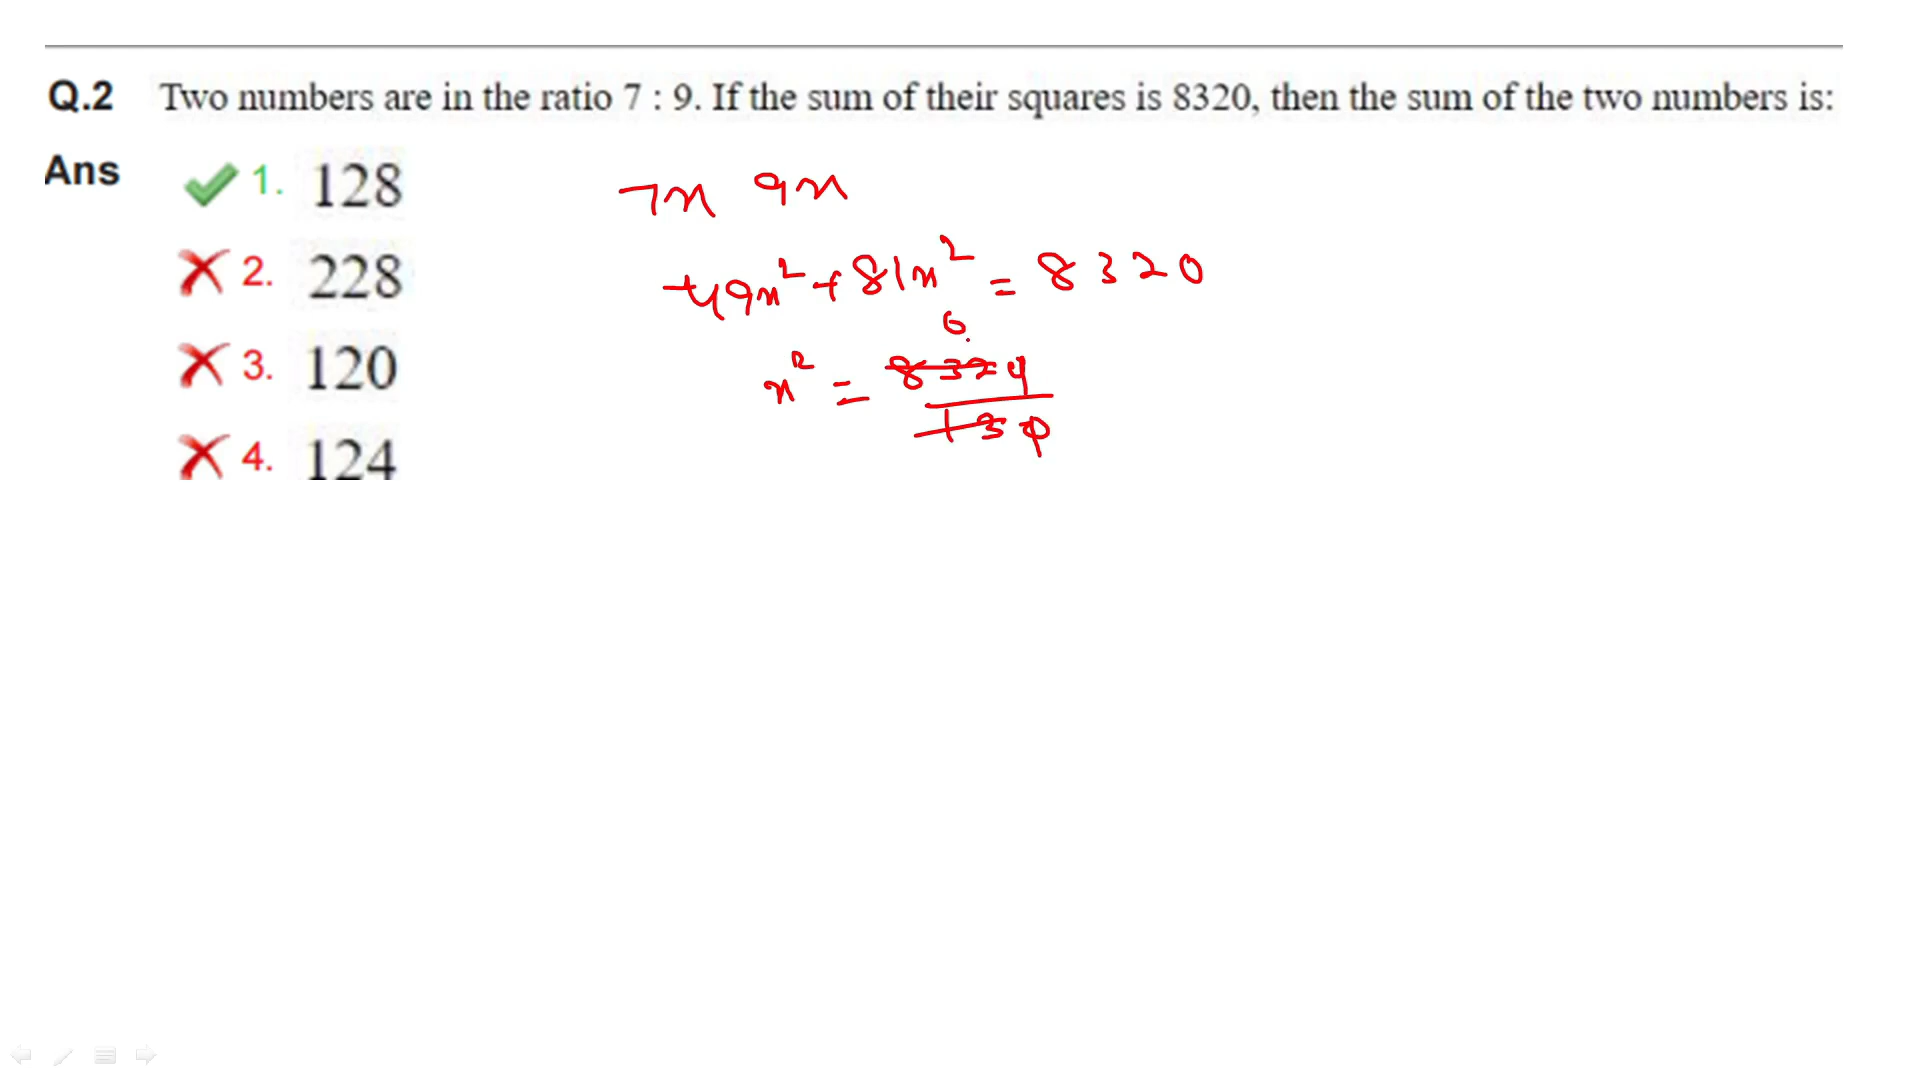 Q.2 Two numbers are in the ratio 7 : 9. If the sum of their squares is 8320, then the sum of the two numbers is:
Ans 1. 128
2. 228
3. 120
4. 124
7x 9x
49x² + 81x² = 8320
6
x² = 8320
130